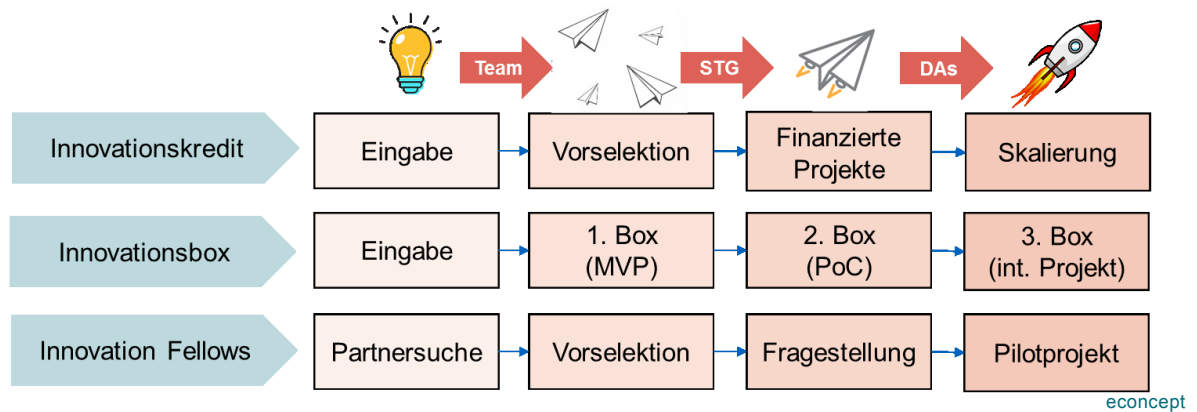 Team
STG
DAs
Innovationskredit
Eingabe
Vorselektion
Finanzierte
Projekte
Skalierung
Innovationsbox
Eingabe
1. Box
(MVP)
2. Box
(PoC)
3. Box
(int. Projekt)
Innovation Fellows
Partnersuche
Vorselektion
Fragestellung
Pilotprojekt
econcept